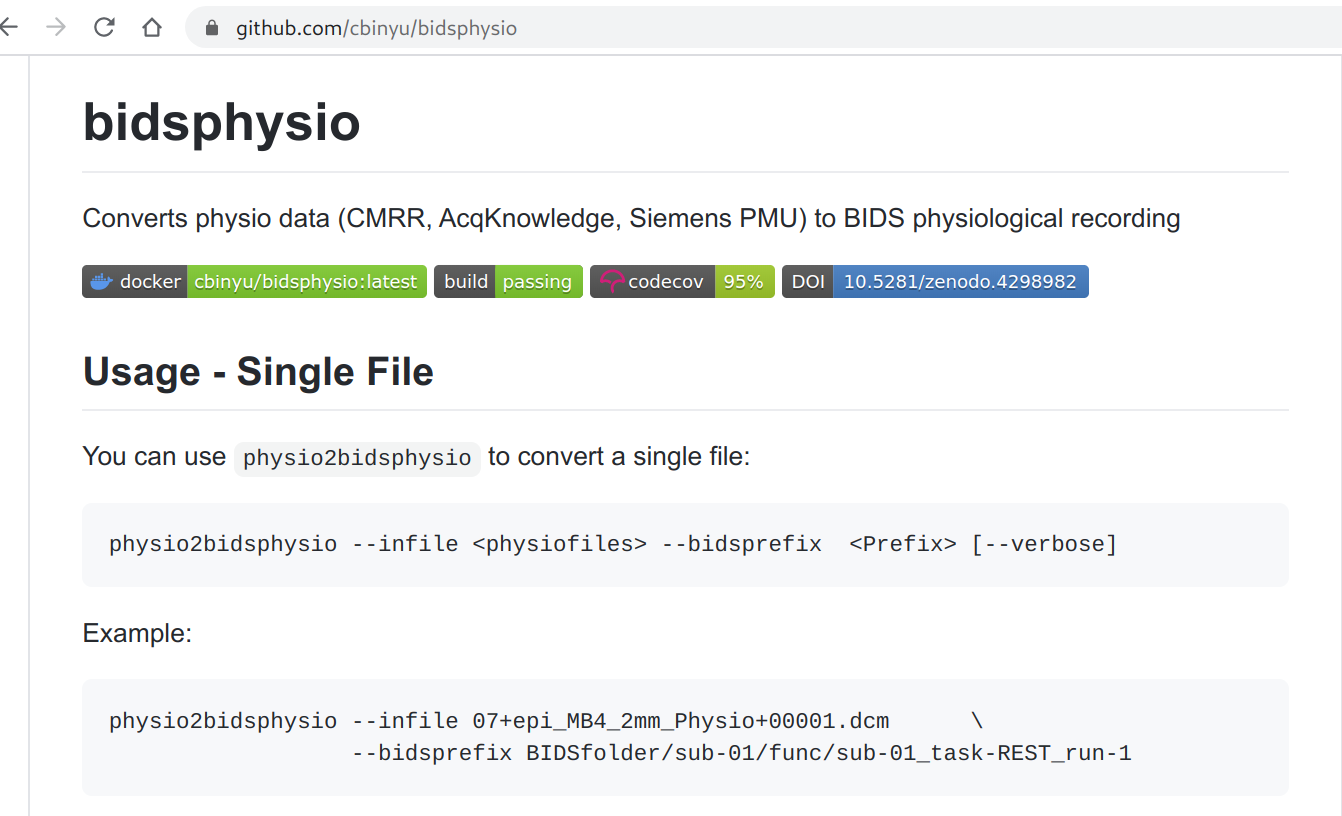 github.com/cbinyu/bidsphysio
bidsphysio
Converts physio data (CMRR, AcqKnowledge, Siemens PMU) to BIDS physiological recording
docker cbinyu/bidsphysio:latest build passing codecov 95% DOI 10.5281/zenodo.4298982
Usage - Single File
You can use physio2bidsphysio to convert a single file:
physio2bidsphysio --infile <physiofiles> --bidsprefix  <Prefix> [--verbose]
Example:
physio2bidsphysio --infile 07+epi_MB4_2mm_Physio+00001.dcm      \
--bidsprefix BIDSfolder/sub-01/func/sub-01_task-REST_run-1